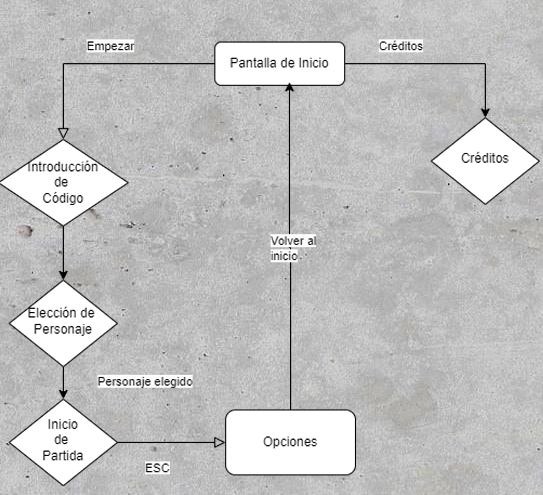 Empezar
Pantalla de Inicio
Créditos
Introducción
de
Código
Créditos
Volver al
inicio
Elección de
Personaje
Personaje elegido
Inicio
de
Partida
Opciones
ESC